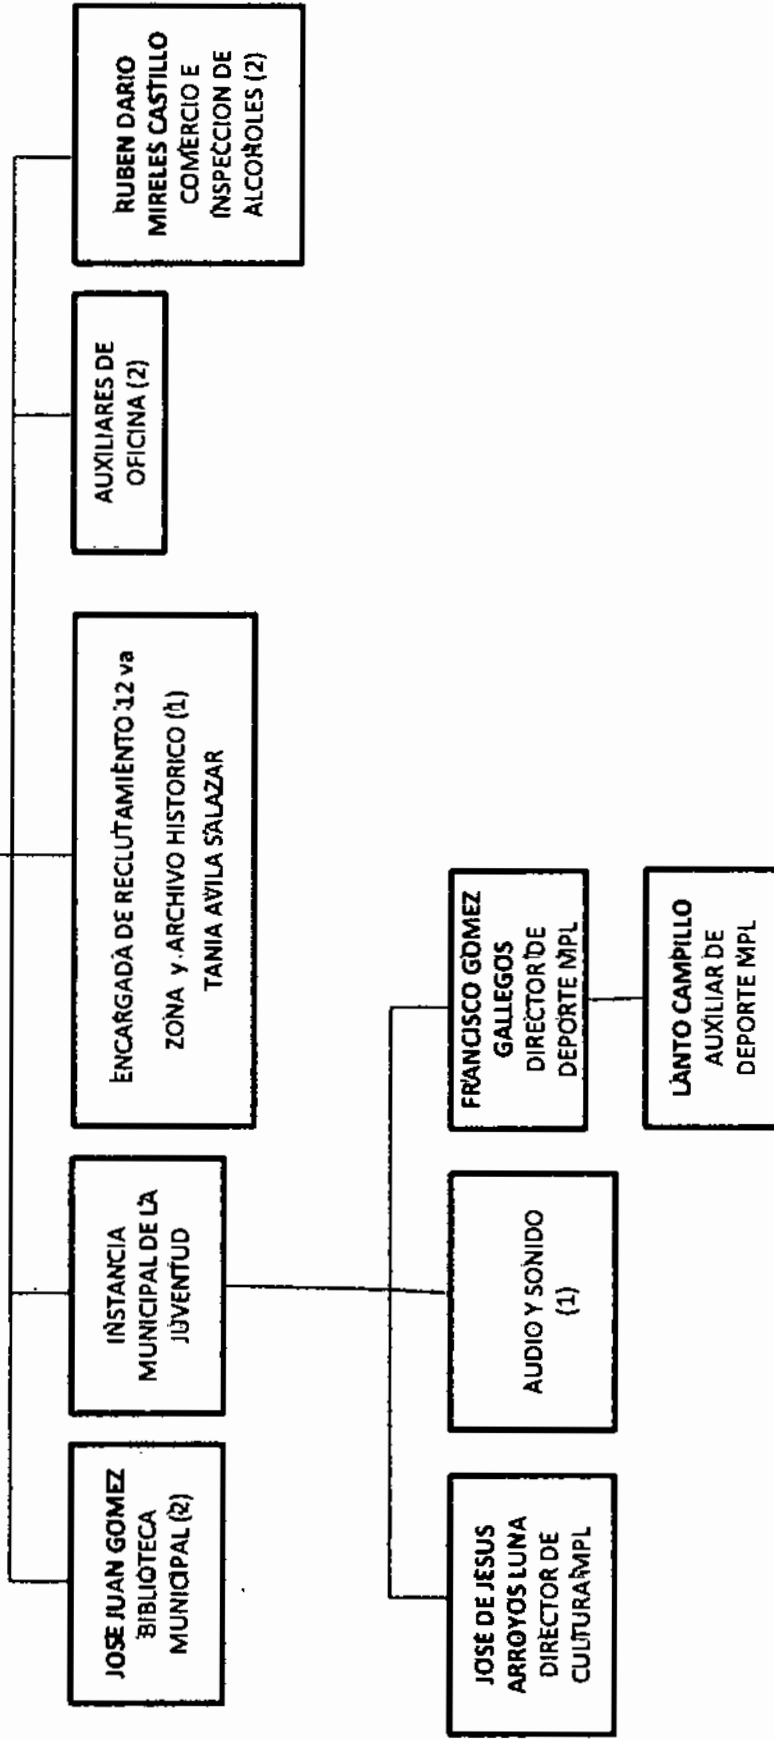 JOSE JUAN GOMEZ
BIBLIOTECA
MUNICIPAL (2)
INSTANCIA
MUNICIPAL DE LA
JUVENTUD
ENCARGADA DE RECLUTAMIENTO 12 va
ZONA y ARCHIVO HISTORICO (1)
TANIA AVILA SALAZAR
AUXILIARES DE
OFICINA (2)
RUBEN DARIO
MIRELES CASTILLO
COMERCIO E
INSPECCION DE
ALCOHOLES (2)
JOSE DE JESUS
ARROYOS LUNA
DIRECTOR DE
CULTURA MPL
AUDIO Y SONIDO
(1)
FRANCISCO GOMEZ
GALLEGOS
DIRECTOR DE
DEPORTE MPL
LANTO CAMPILLO
AUXILIAR DE
DEPORTE MPL